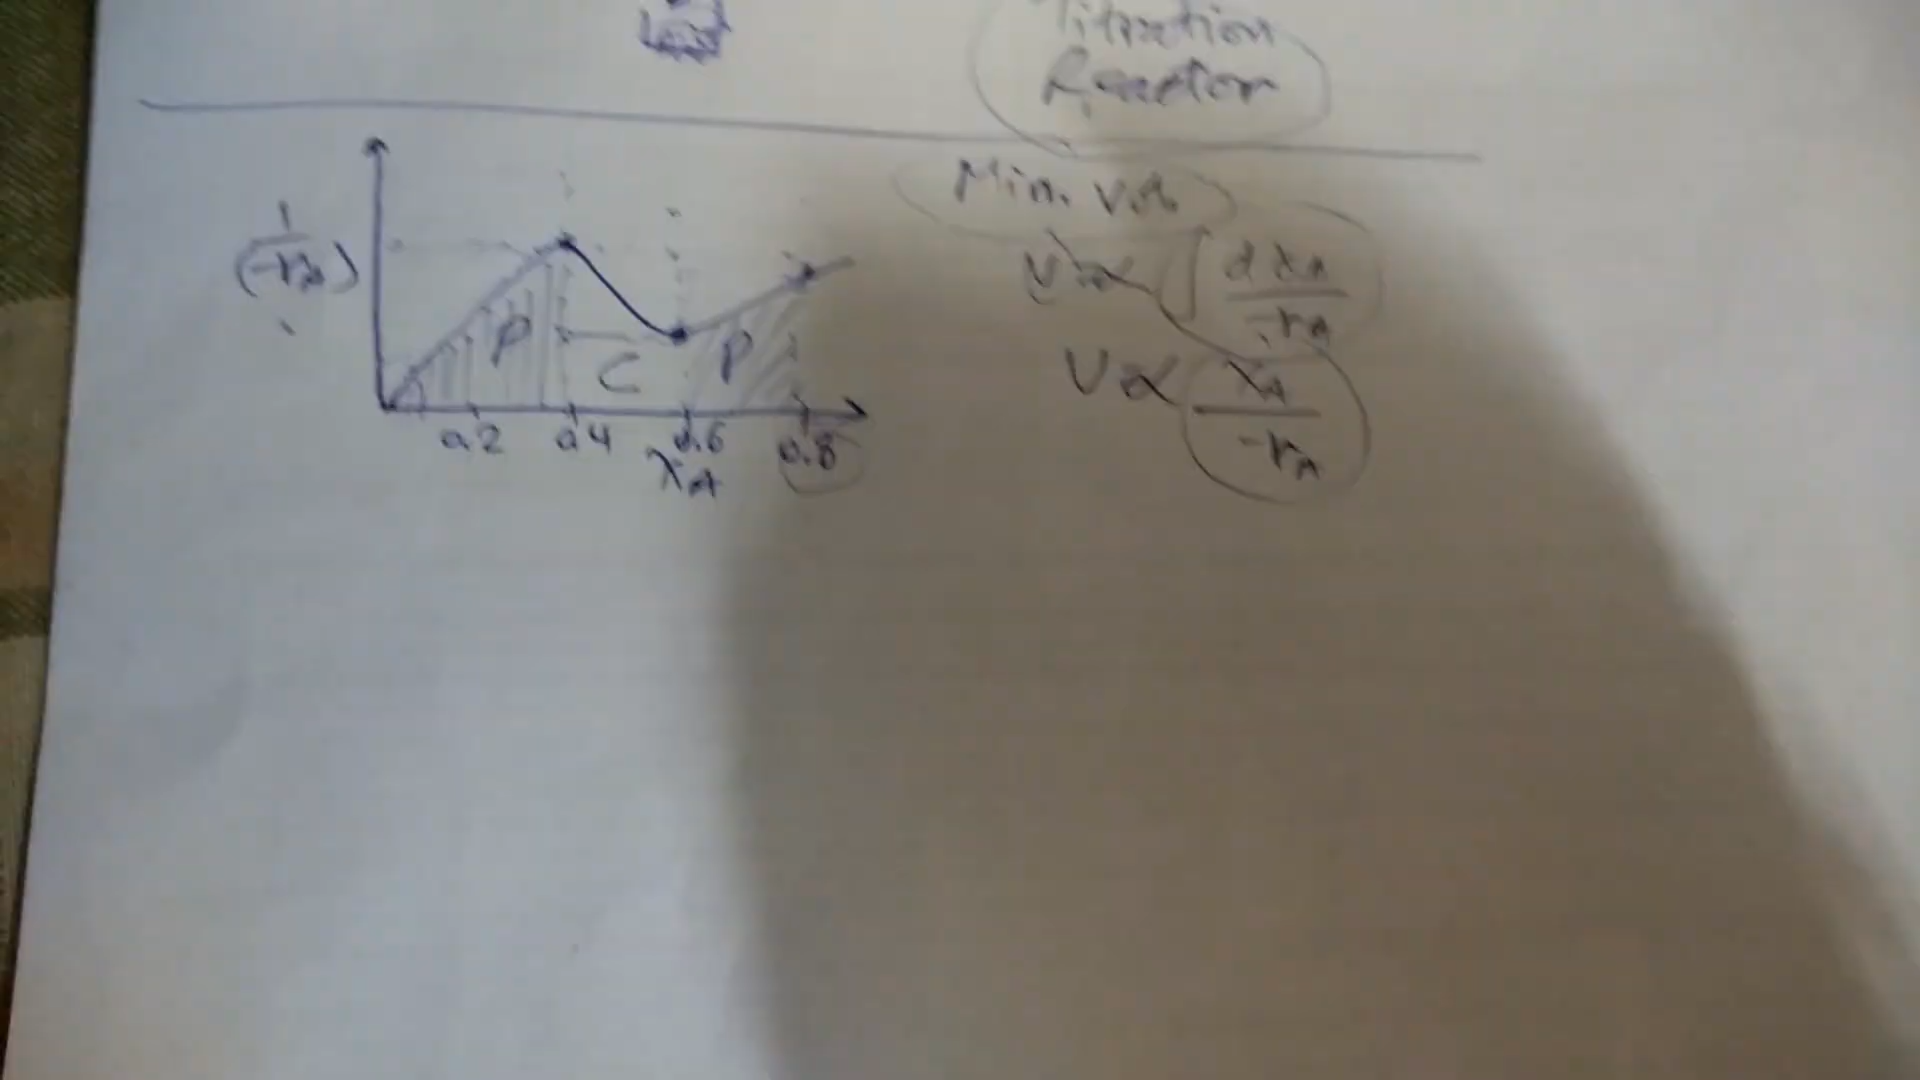 Titration
Reactor
Min. Vol.
1
(-rA)
V ∝ ∫ dXA
-rA
P
C
P
V ∝ XA
-rA
0.2 0.4 0.6 0.8
XA